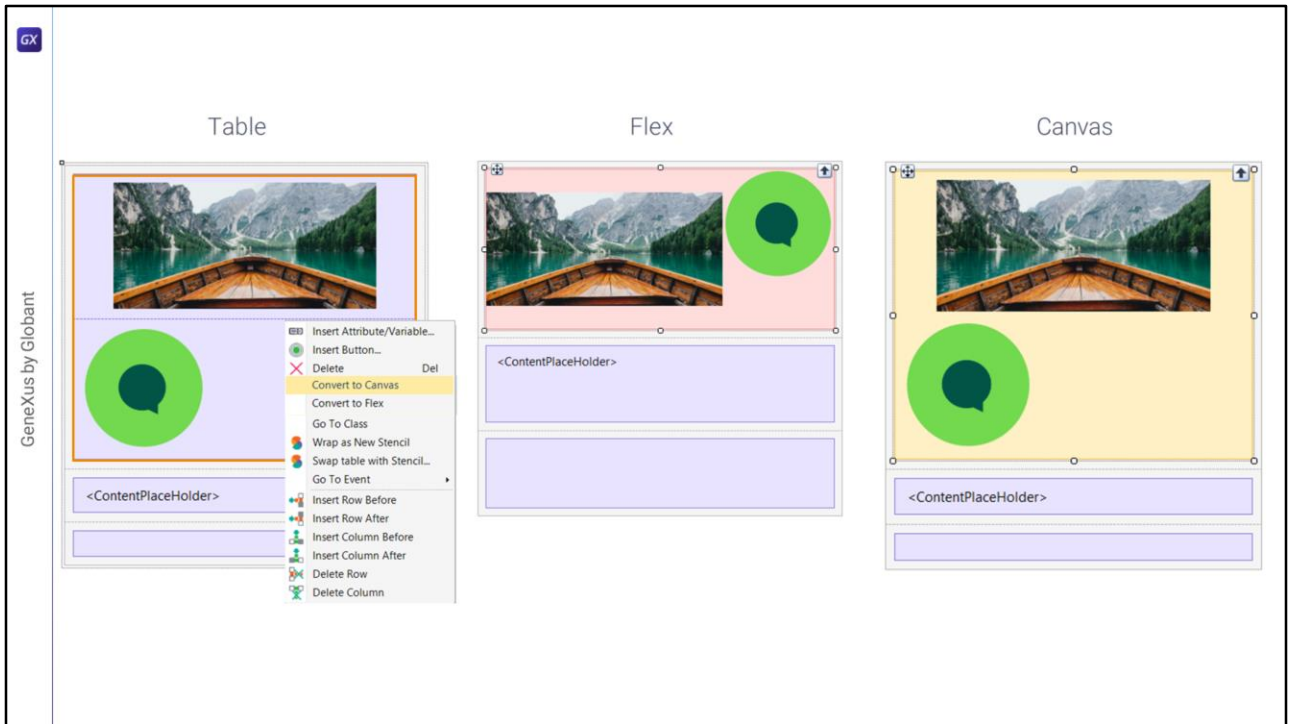 GX
GeneXus by Globant
Table
Flex
Canvas
Insert Attribute/Variable...
Insert Button...
Delete Del
Convert to Canvas
Convert to Flex
Go To Class
Wrap as New Stencil
Swap table with Stencil...
Go To Event
Insert Row Before
Insert Row After
Insert Column Before
Insert Column After
Delete Row
Delete Column
<ContentPlaceHolder>
<ContentPlaceHolder>
<ContentPlaceHolder>